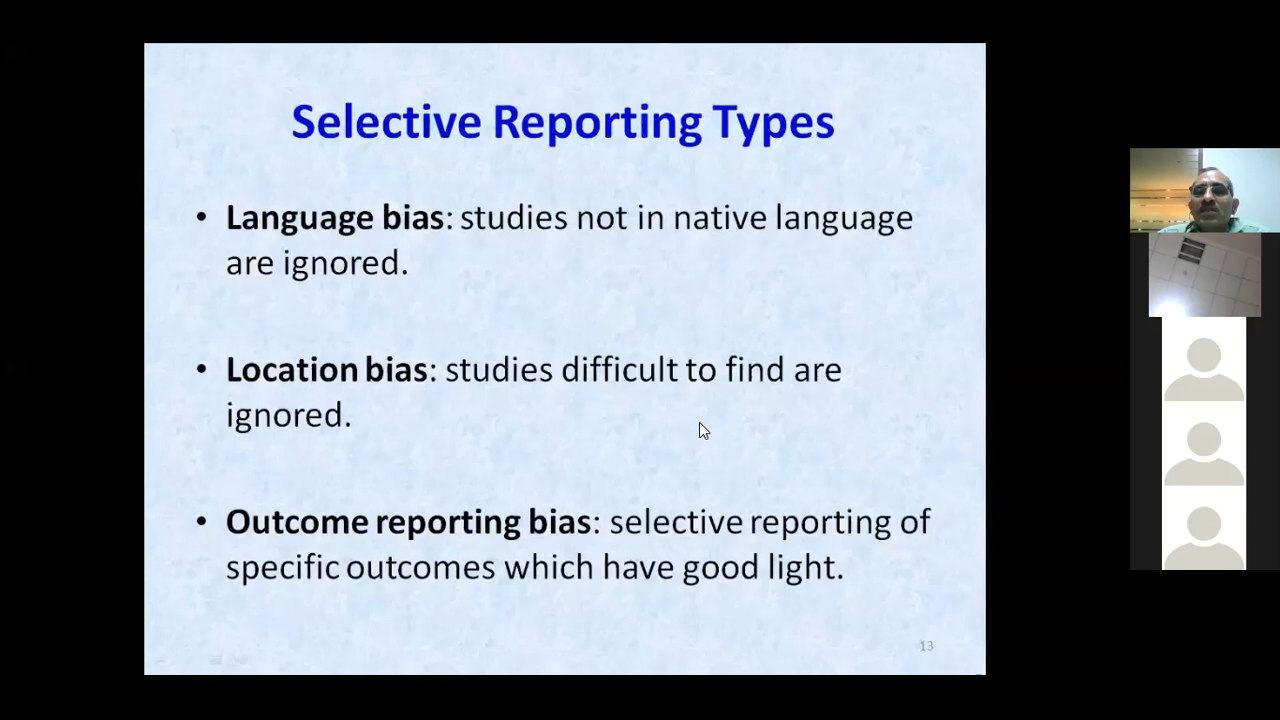 Selective Reporting Types
• Language bias: studies not in native language
are ignored.
• Location bias: studies difficult to find are
ignored.
• Outcome reporting bias: selective reporting of
specific outcomes which have good light.
13